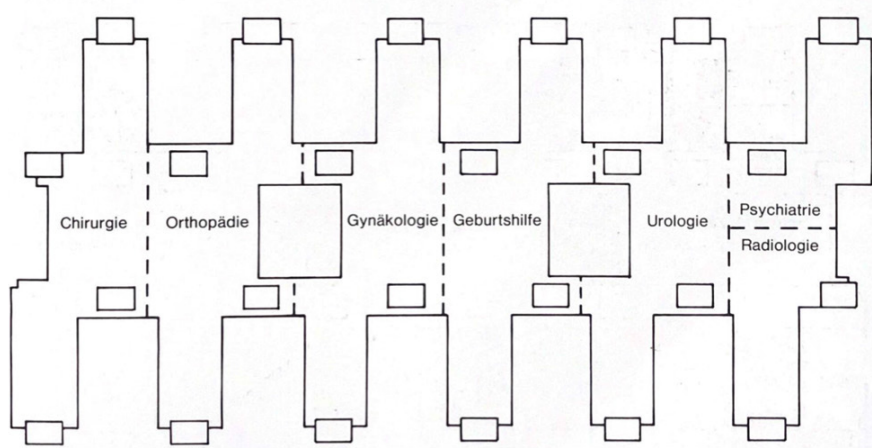 Chirurgie
Orthopädie
Gynäkologie
Geburtshilfe
Urologie
Psychiatrie
Radiologie